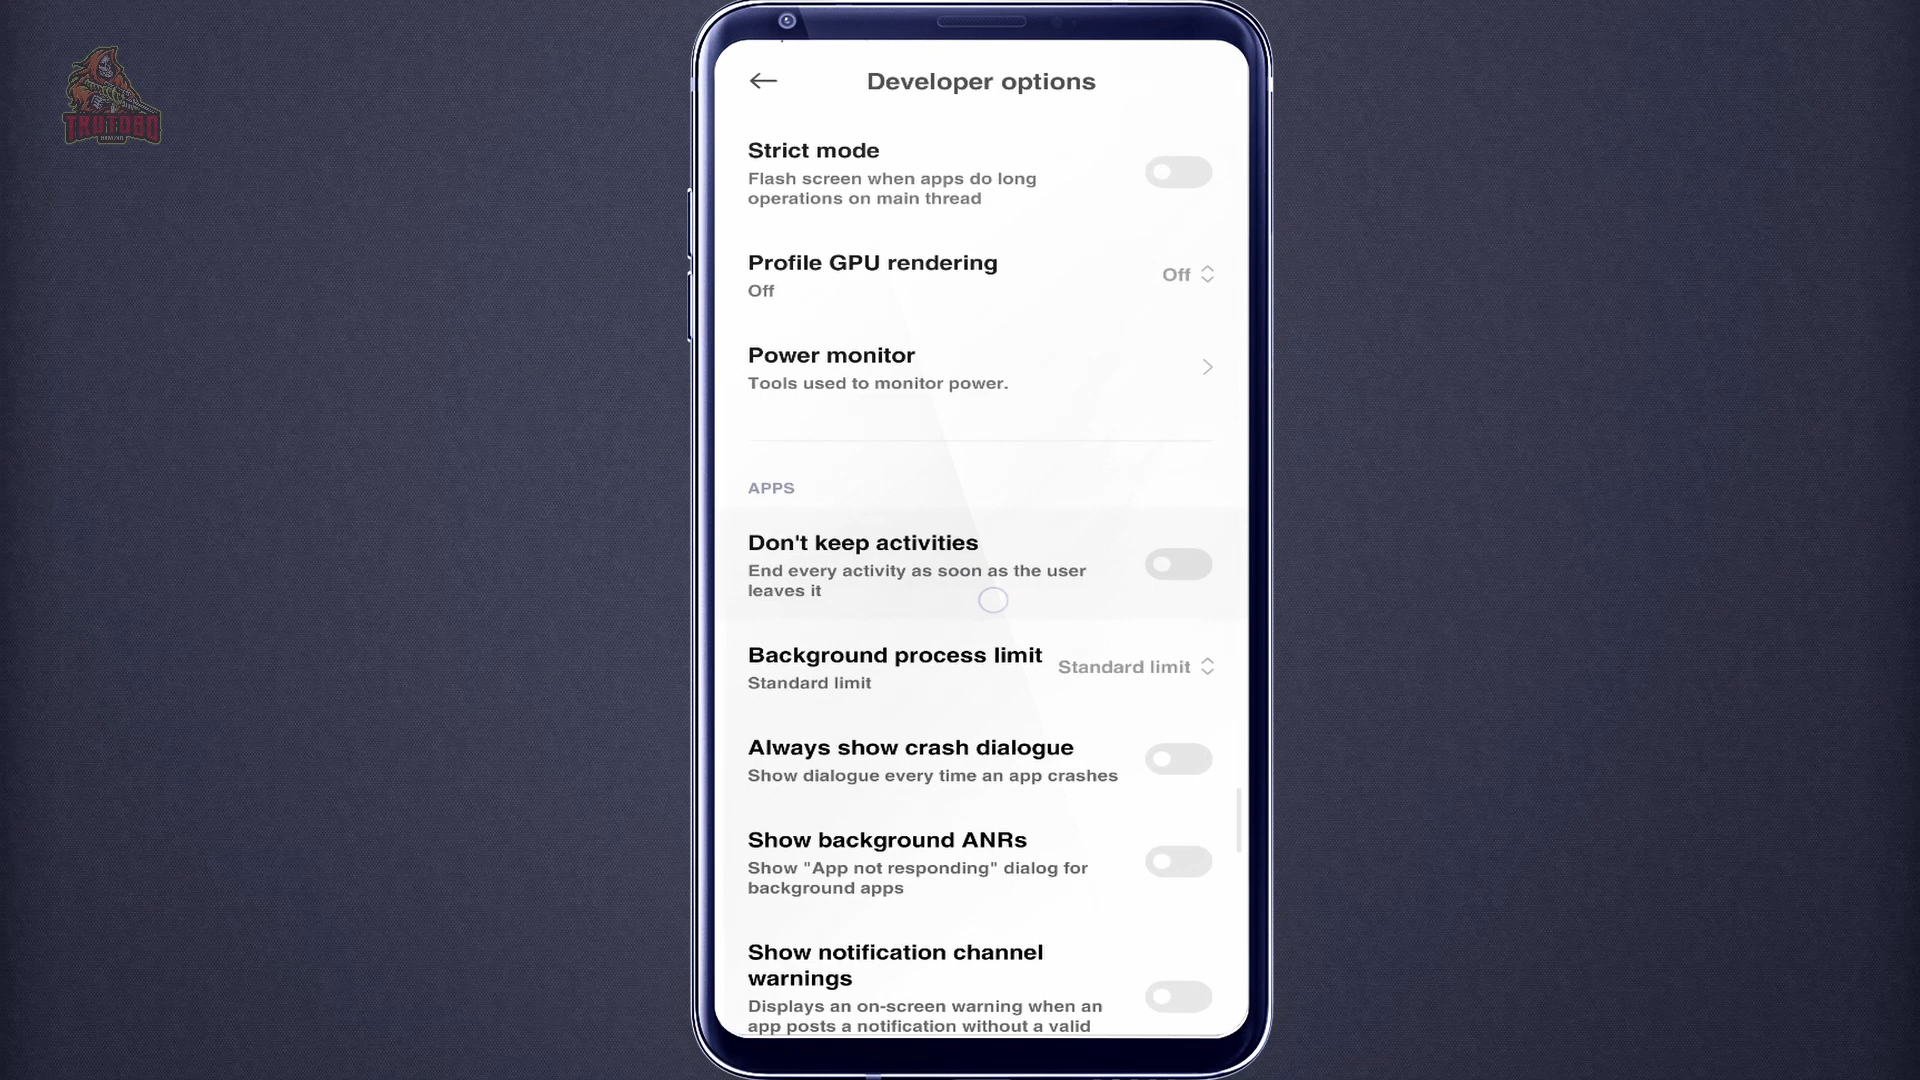 Developer options
Strict mode
Flash screen when apps do long
operations on main thread
Profile GPU rendering
Off
Off
Power monitor
Tools used to monitor power.
APPS
Don't keep activities
End every activity as soon as the user
leaves it
Background process limit
Standard limit
Standard limit
Always show crash dialogue
Show dialogue every time an app crashes
Show background ANRs
Show "App not responding" dialog for
background apps
Show notification channel
warnings
Displays an on-screen warning when an
app posts a notification without a valid